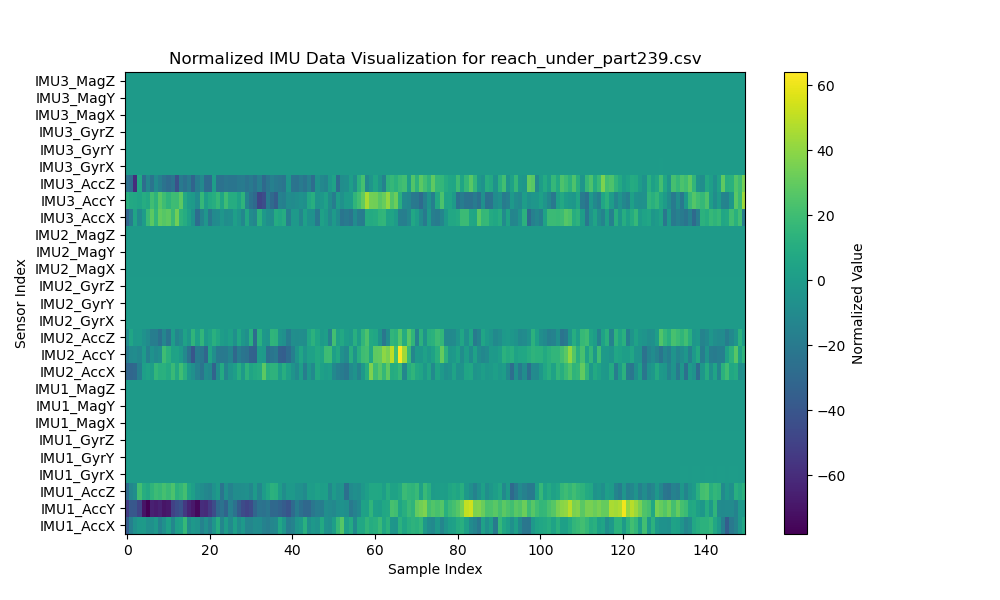 Normalized IMU Data Visualization for reach_under_part239.csv
IMU3_MagZ
IMU3_MagY
IMU3_MagX
IMU3_GyrZ
IMU3_GyrY
IMU3_GyrX
IMU3_AccZ
IMU3_AccY
IMU3_AccX
IMU2_MagZ
IMU2_MagY
IMU2_MagX
IMU2_GyrZ
IMU2_GyrY
IMU2_GyrX
IMU2_AccZ
IMU2_AccY
IMU2_AccX
IMU1_MagZ
IMU1_MagY
IMU1_MagX
IMU1_GyrZ
IMU1_GyrY
IMU1_GyrX
IMU1_AccZ
IMU1_AccY
IMU1_AccX
Sensor Index
0 20 40 60 80 100 120 140
Sample Index
60
40
20
0
−20
−40
−60
Normalized Value